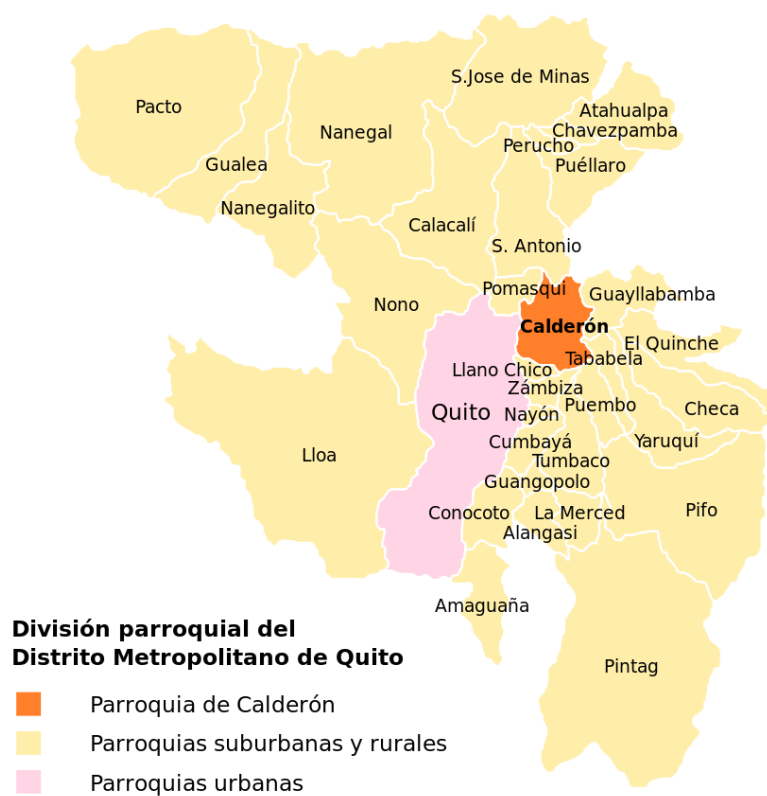 S.Jose de Minas
Pacto
Atahualpa
Nanegal
Chavezpamba
Perucho
Gualea
Puéllaro
Nanegalito
Calacalí
S. Antonio
Pomasqui
Guayllabamba
Nono
Calderón
El Quinche
Tababela
Llano Chico
Zámbiza
Puembo
Checa
Quito
Nayón
Cumbayá
Yaruquí
Lloa
Tumbaco
Guangopolo
Conocoto
La Merced
Pifo
Alangasi
Amaguaña
Pintag
División parroquial del
Distrito Metropolitano de Quito
Parroquia de Calderón
Parroquias suburbanas y rurales
Parroquias urbanas